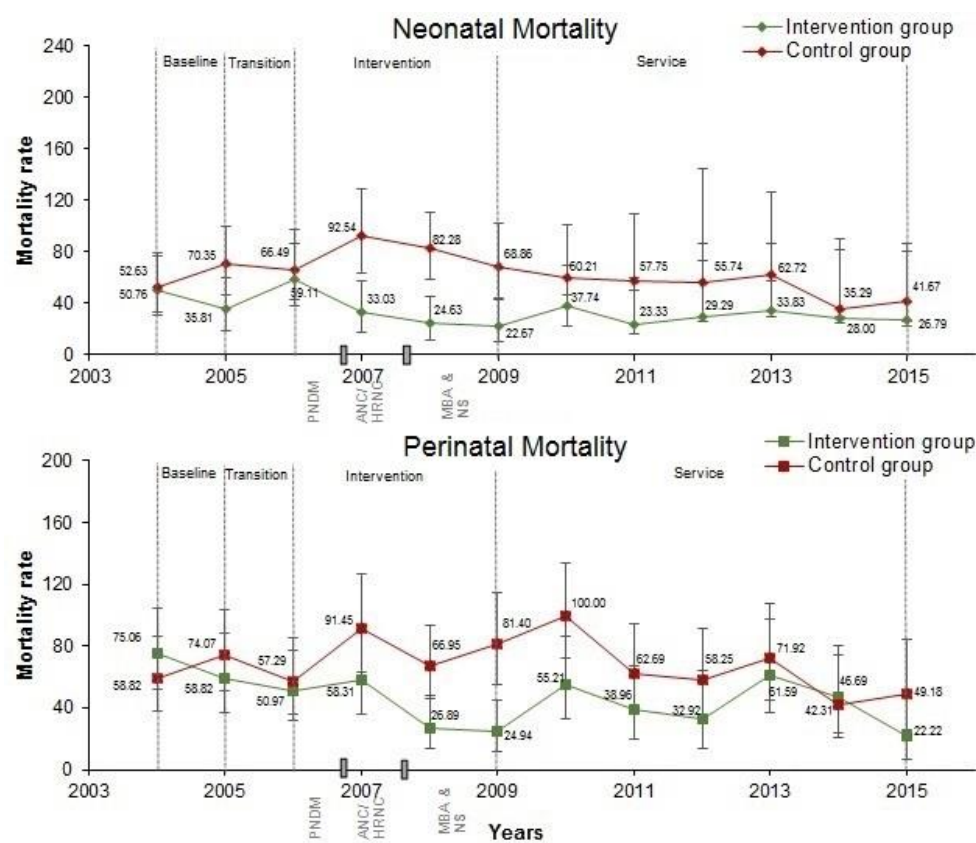 Neonatal Mortality
Intervention group
Control group
240
200
160
120
80
40
0
Mortality rate
Baseline
Transition
Intervention
Service
52.63
50.76
70.35
35.81
66.49
59.11
92.54
33.03
82.28
24.63
68.86
22.67
60.21
37.74
57.75
23.33
55.74
29.29
62.72
33.83
35.29
28.00
41.67
26.79
2003
2005
2007
2009
2011
2013
2015
PNDM
ANC/
HRNC
MBA &
NS
Perinatal Mortality
Intervention group
Control group
200
160
120
80
40
0
Mortality rate
Baseline
Transition
Intervention
Service
75.06
58.82
74.07
58.82
57.29
50.97
91.45
58.31
66.95
26.89
81.40
24.94
100.00
55.21
62.69
38.96
58.25
32.92
71.92
61.59
46.69
42.31
49.18
22.22
2003
2005
2007
2009
2011
2013
2015
PNDM
ANC/
HRNC
MBA &
NS
Years